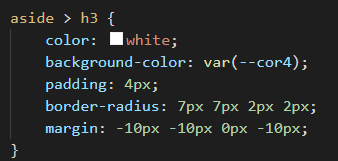 aside > h3 {
    color: white;
    background-color: var(--cor4);
    padding: 4px;
    border-radius: 7px 7px 2px 2px;
    margin: -10px -10px 0px -10px;
}